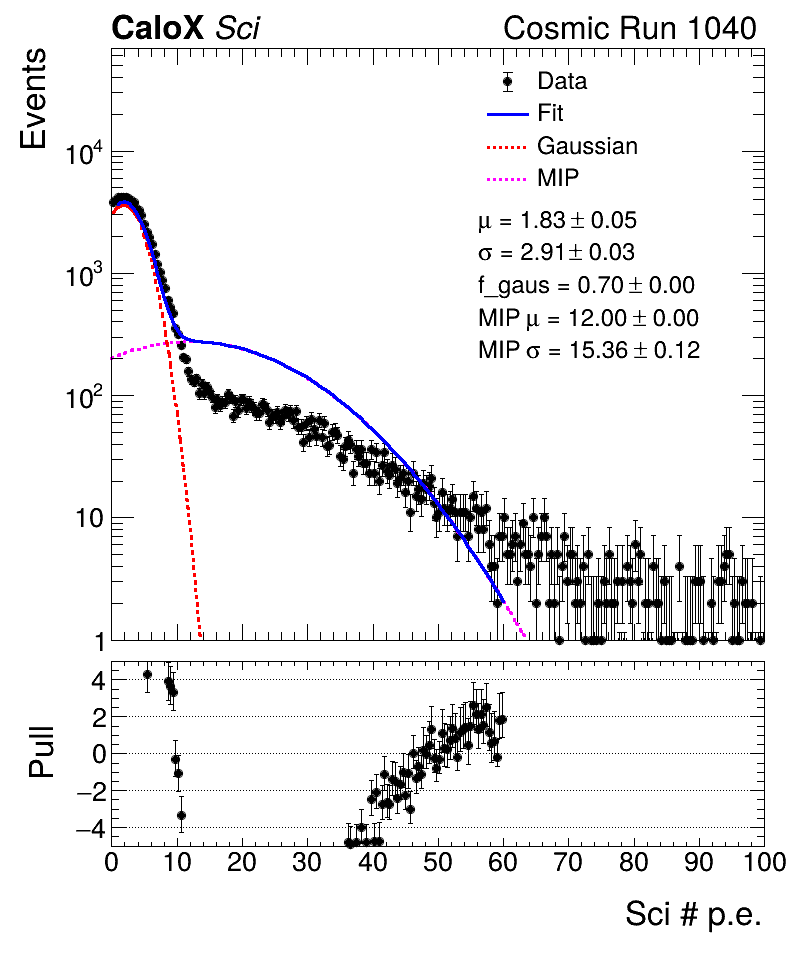 CaloX Sci Cosmic Run 1040
Events
Data
Fit
Gaussian
MIP
μ = 1.83 ± 0.05
σ = 2.91 ± 0.03
f_gaus = 0.70 ± 0.00
MIP μ = 12.00 ± 0.00
MIP σ = 15.36 ± 0.12
10⁴
10³
10²
10
1
Pull
4
2
0
−2
−4
0 10 20 30 40 50 60 70 80 90 100
Sci # p.e.